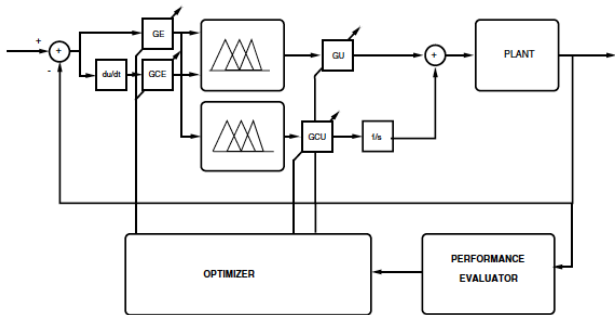 +
+
-
du/dt
GE
GCE
GU
GCU
1/s
+
PLANT
OPTIMIZER
PERFORMANCE
EVALUATOR